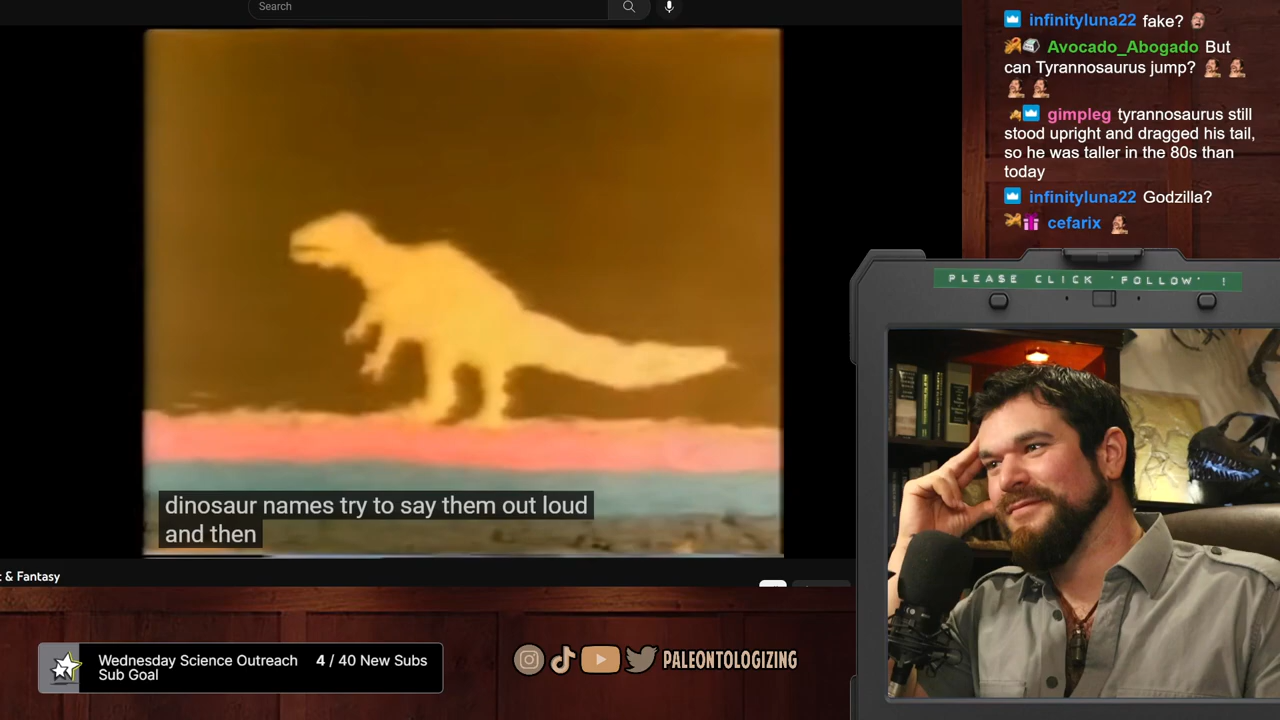 Search
infinityluna22 fake?
Avocado_Abogado But
can Tyrannosaurus jump?
gimpleg tyrannosaurus still
stood upright and dragged his tail,
so he was taller in the 80s than
today
infinityluna22 Godzilla?
cefarix
PLEASE CLICK "FOLLOW" !
dinosaur names try to say them out loud
and then
& Fantasy
Wednesday Science Outreach 4 / 40 New Subs
Sub Goal
PALEONTOLOGIZING